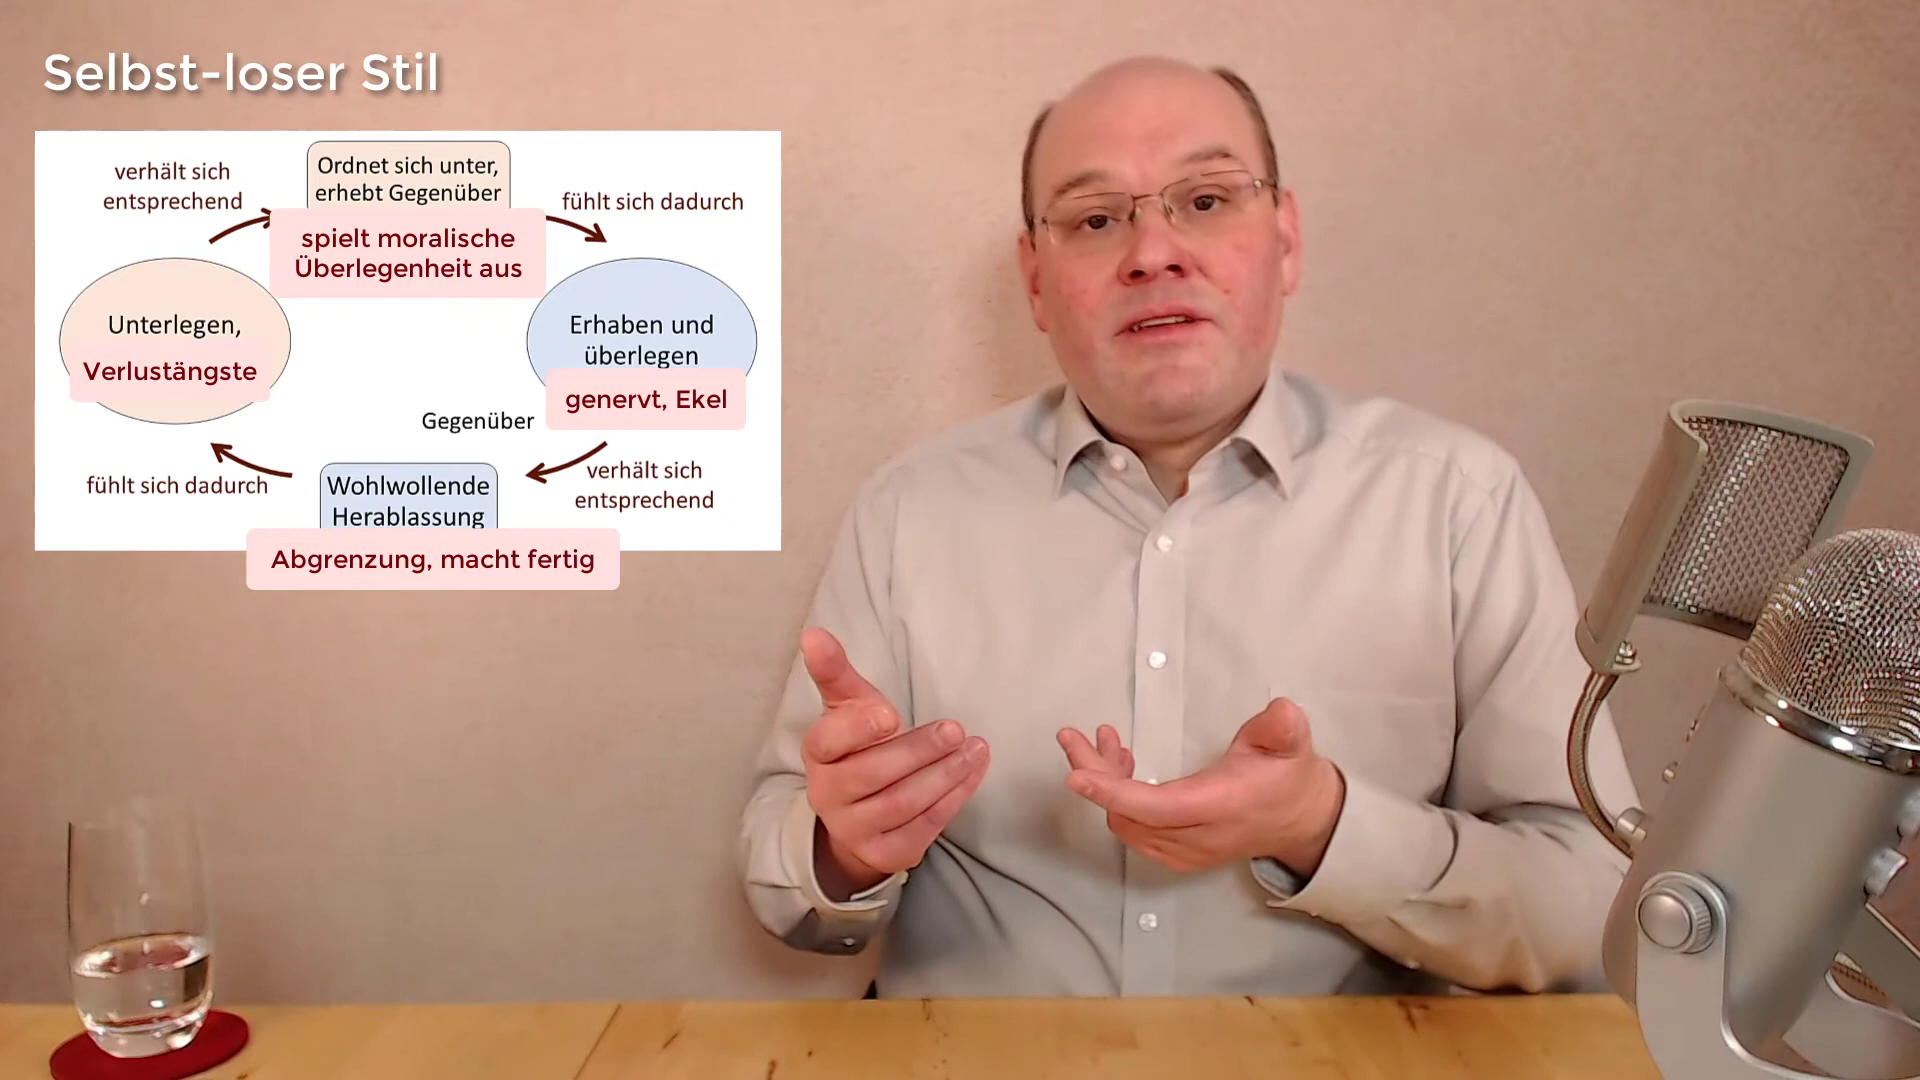 Selbst-loser Stil
verhält sich
entsprechend
Ordnet sich unter,
erhebt Gegenüber
spielt moralische
Überlegenheit aus
fühlt sich dadurch
Unterlegen,
Verlustängste
Erhaben und
überlegen
genervt, Ekel
Gegenüber
verhält sich
entsprechend
Wohlwollende
Herablassung
Abgrenzung, macht fertig
fühlt sich dadurch